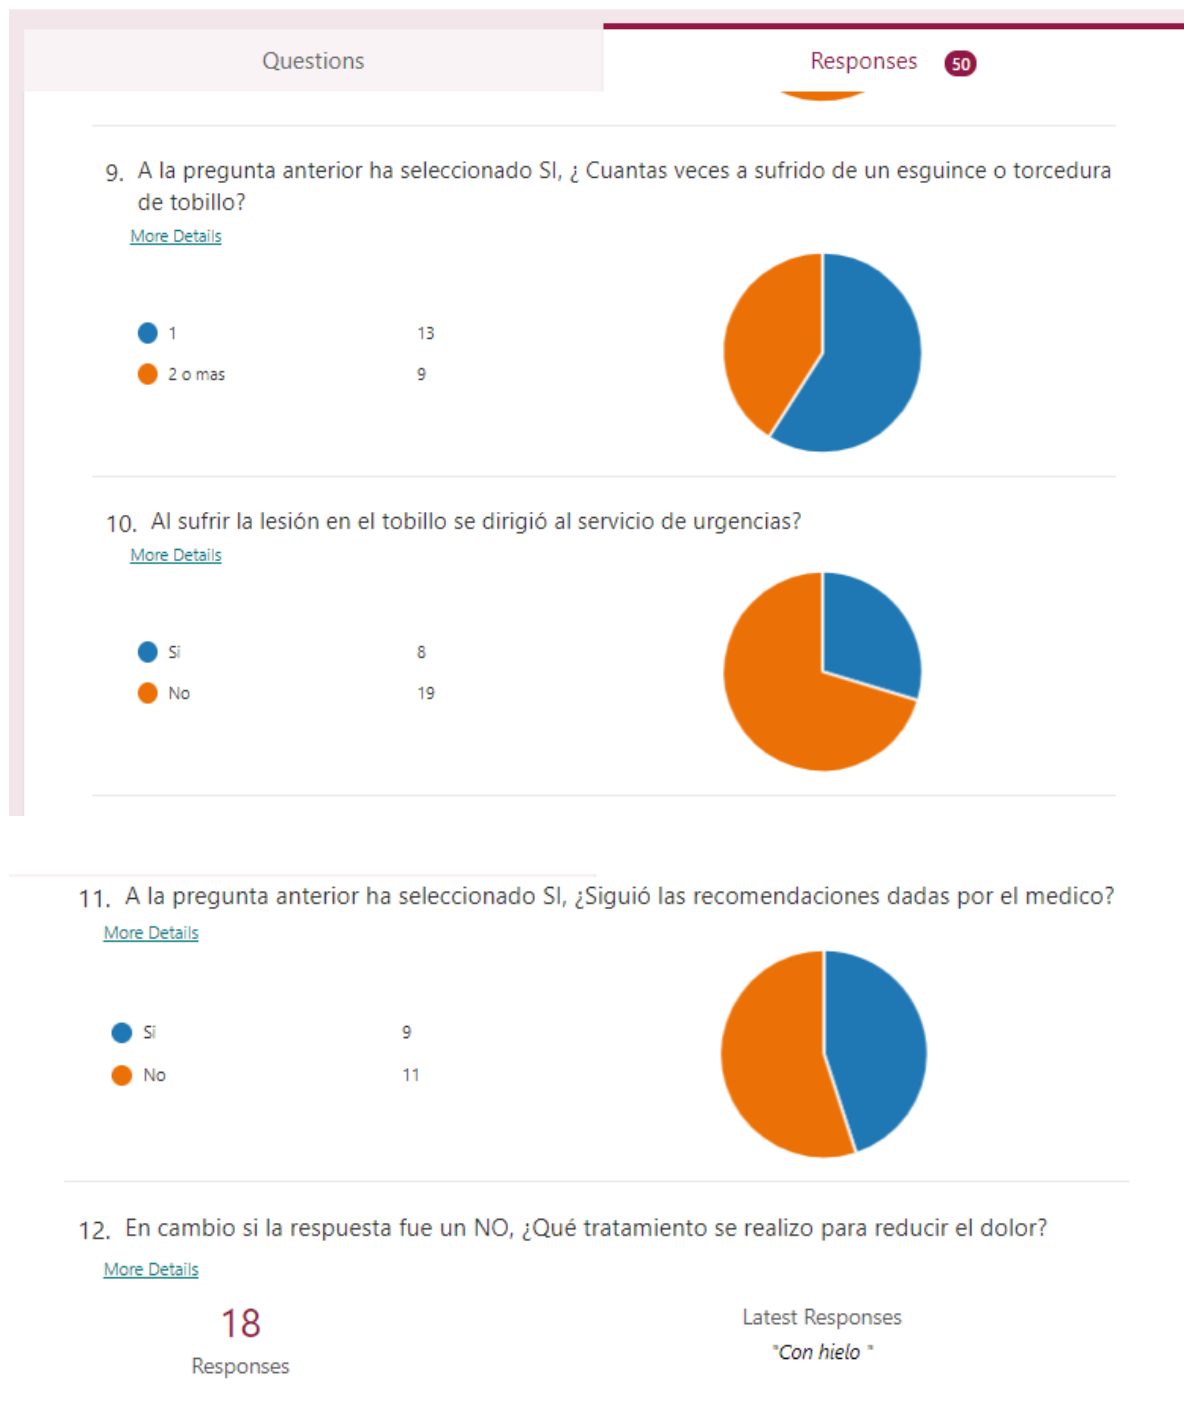 Questions
Responses 50
9. A la pregunta anterior ha seleccionado SI, ¿ Cuantas veces a sufrido de un esguince o torcedura
de tobillo?
More Details
1 13
2 o mas 9
10. Al sufrir la lesión en el tobillo se dirigió al servicio de urgencias?
More Details
Si 8
No 19
11. A la pregunta anterior ha seleccionado SI, ¿Siguió las recomendaciones dadas por el medico?
More Details
Si 9
No 11
12. En cambio si la respuesta fue un NO, ¿Qué tratamiento se realizo para reducir el dolor?
More Details
18
Responses
Latest Responses
"Con hielo "